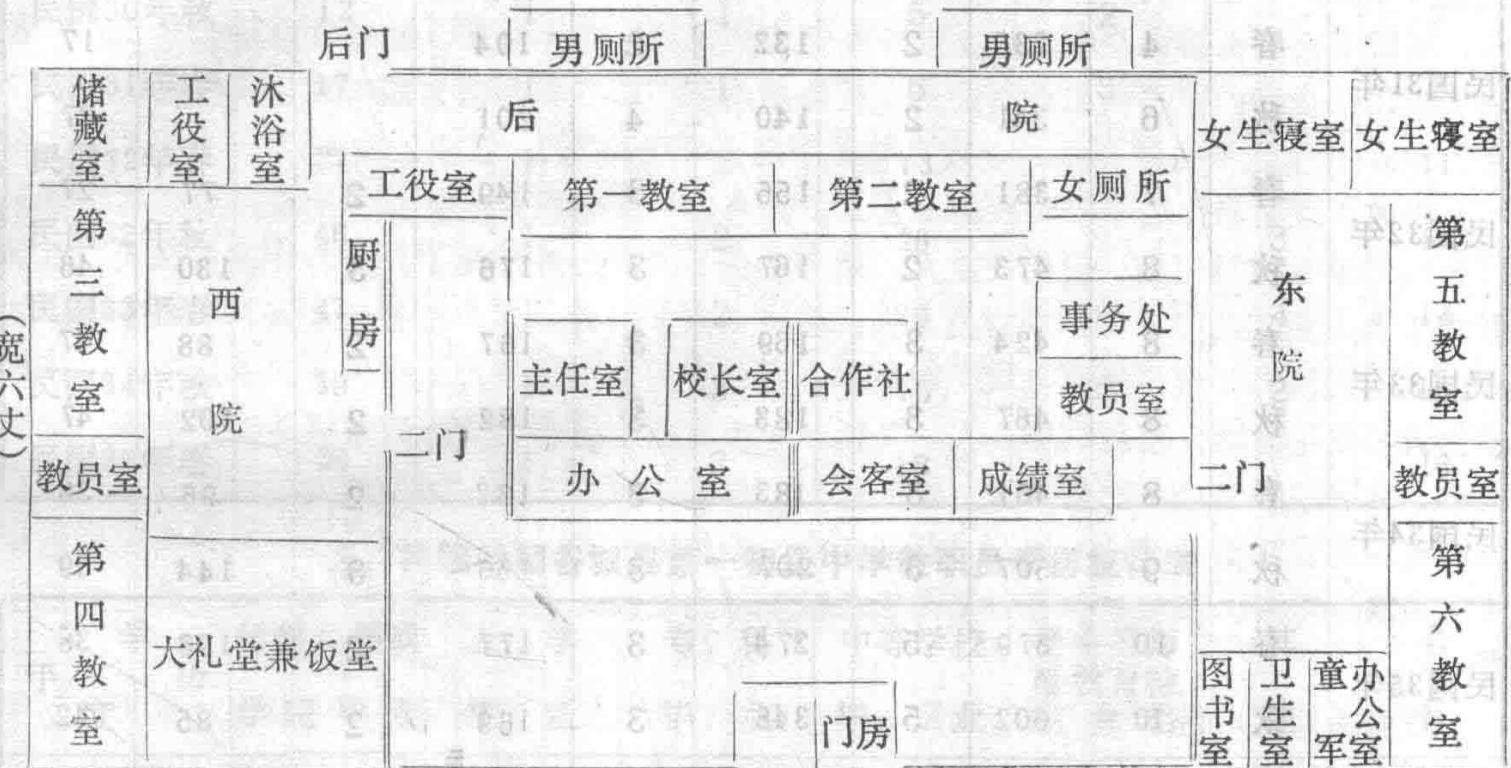 后门 男厕所 男厕所
储藏室 工役室 沐浴室 后院 女生寝室 女生寝室
工役室 第一教室 第二教室 女厕所
第三教室 西院 厨房 东院 第五教室
事务处
主任室 校长室 合作社 教员室
(宽六丈)
教员室 二门 办公室 会客室 成绩室 二门 教员室
第四教室 大礼堂兼饭堂 第六教室
图书室 卫生室 童军办公室
门房